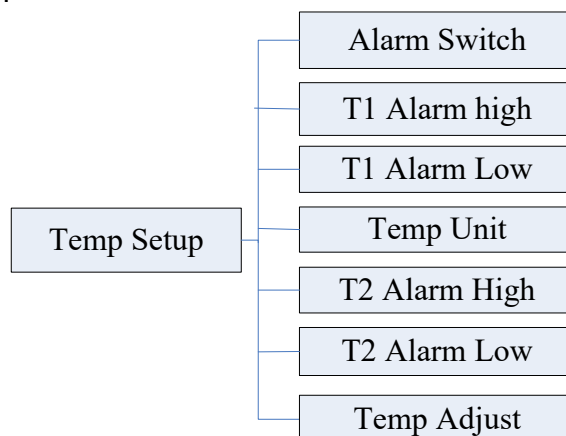 Alarm Switch
T1 Alarm high
T1 Alarm Low
Temp Setup
Temp Unit
T2 Alarm High
T2 Alarm Low
Temp Adjust